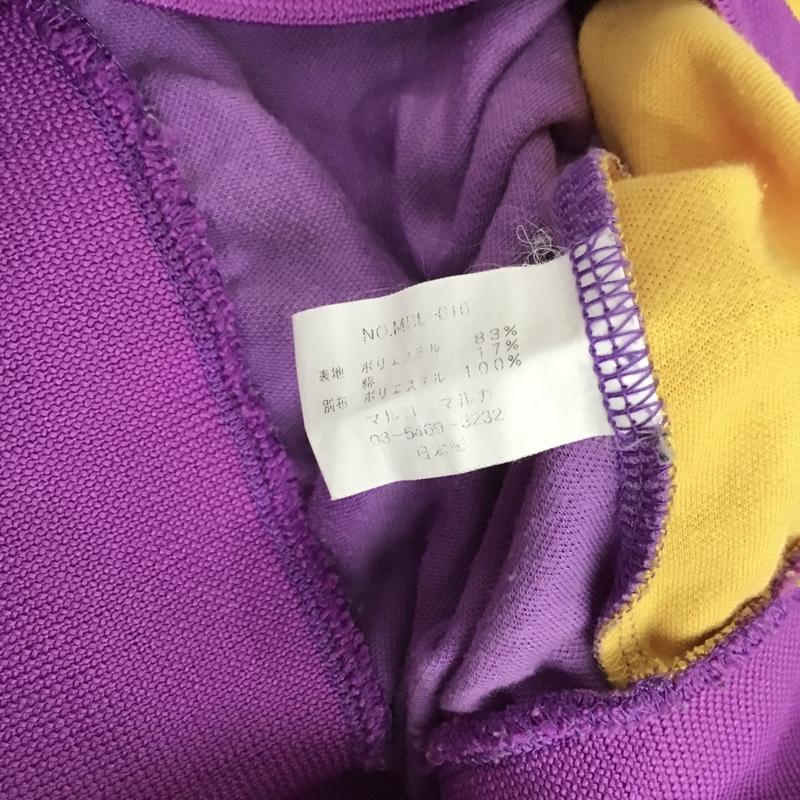 NO.MBL-016
表地 ポリエステル 83%
綿 17%
別布 ポリエステル 100%
マルコ マルカ
03-5469-3232
日本製